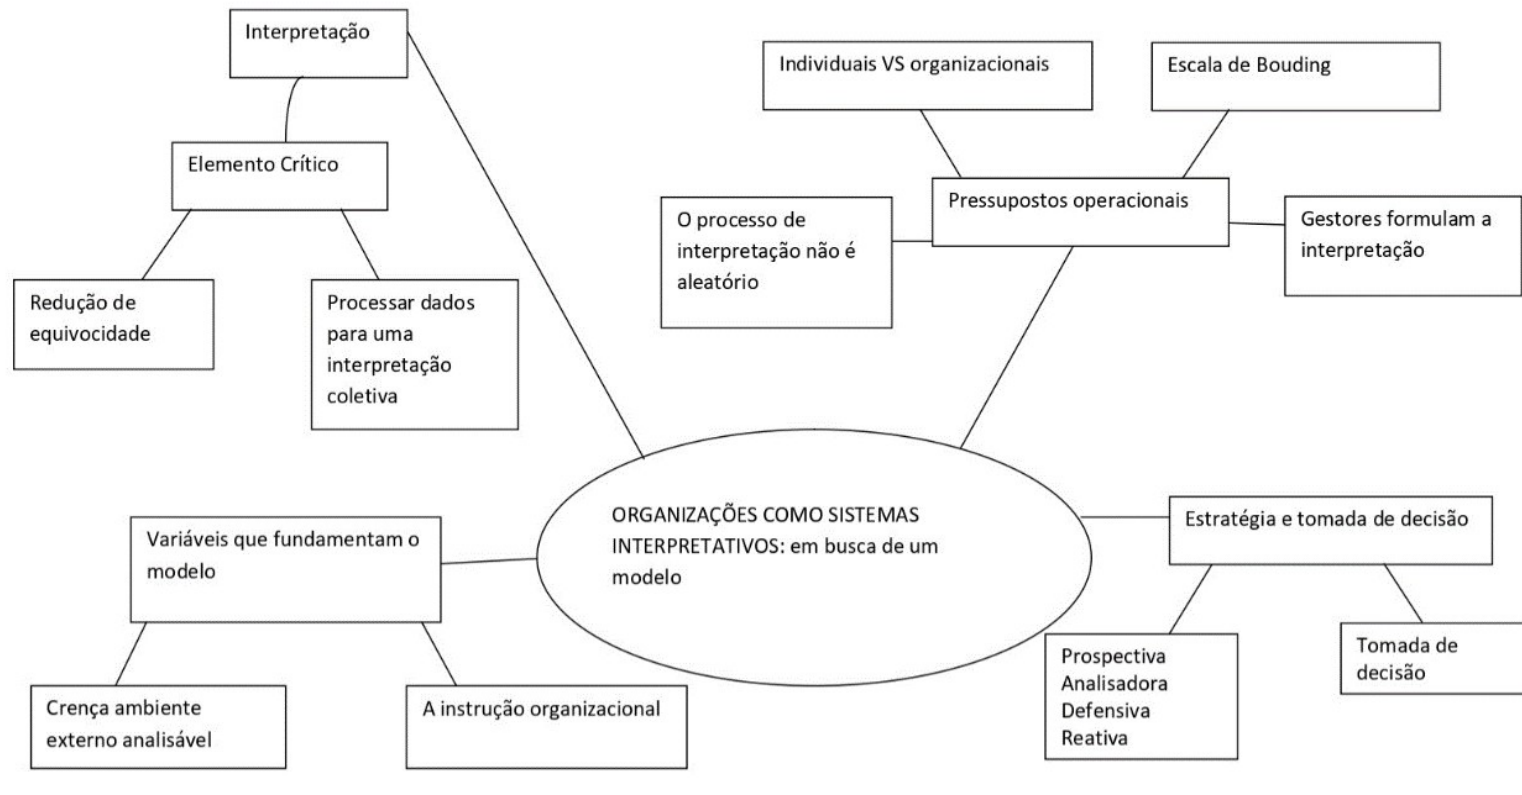 Interpretação
Elemento Crítico
Redução de
equivocidade
Processar dados
para uma
interpretação
coletiva
Individuais VS organizacionais
Escala de Bouding
Pressupostos operacionais
O processo de
interpretação não é
aleatório
Gestores formulam a
interpretação
ORGANIZAÇÕES COMO SISTEMAS
INTERPRETATIVOS: em busca de um
modelo
Variáveis que fundamentam o
modelo
Crença ambiente
externo analisável
A instrução organizacional
Estratégia e tomada de decisão
Prospectiva
Analisadora
Defensiva
Reativa
Tomada de
decisão